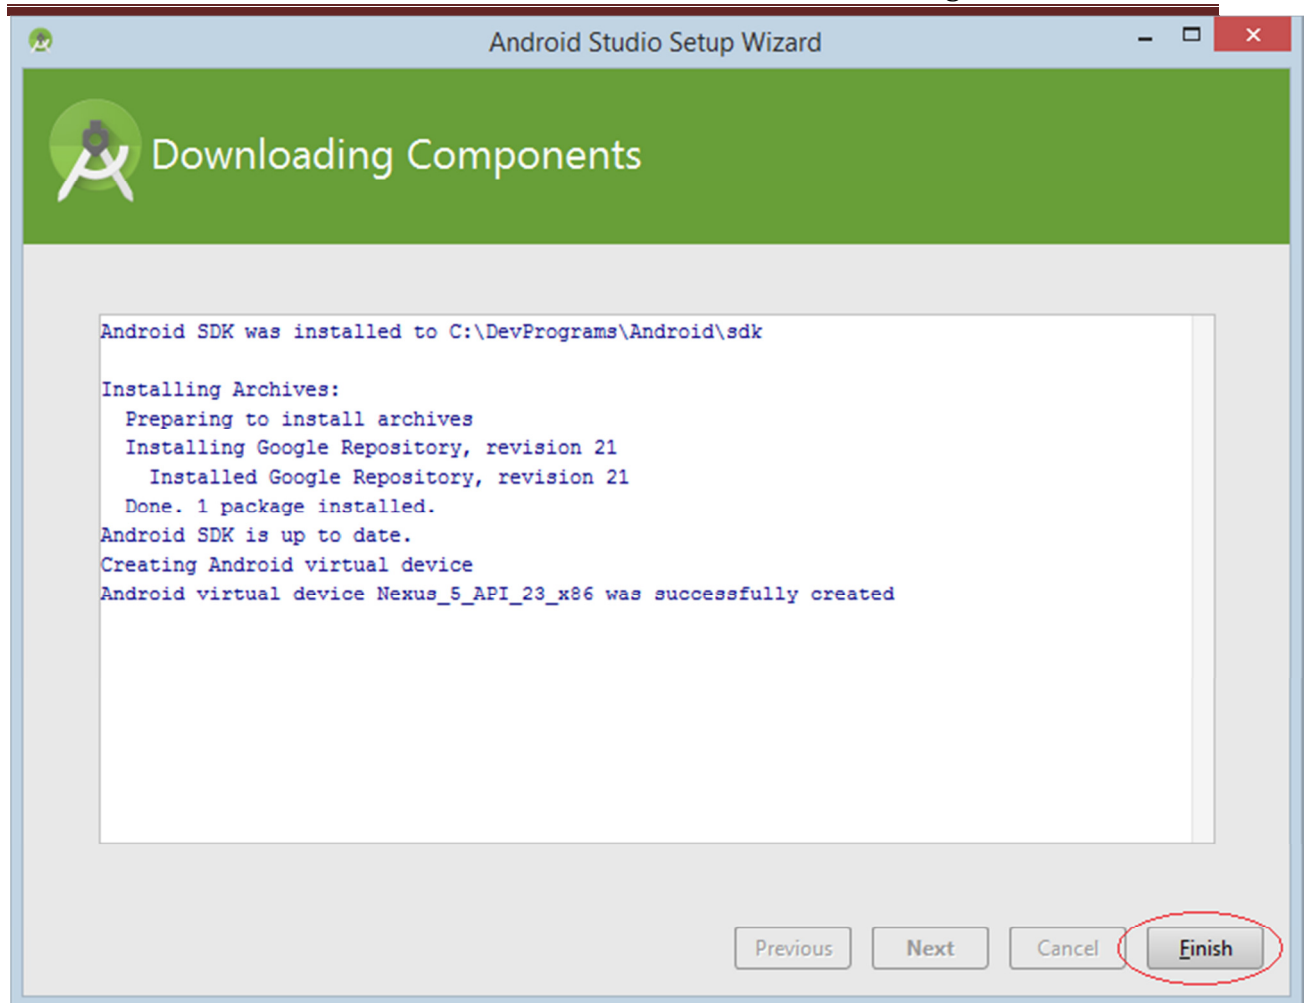 Android Studio Setup Wizard
Downloading Components
Android SDK was installed to C:\DevPrograms\Android\sdk
Installing Archives:
Preparing to install archives
Installing Google Repository, revision 21
Installed Google Repository, revision 21
Done. 1 package installed.
Android SDK is up to date.
Creating Android virtual device
Android virtual device Nexus_5_API_23_x86 was successfully created
Previous
Next
Cancel
Finish